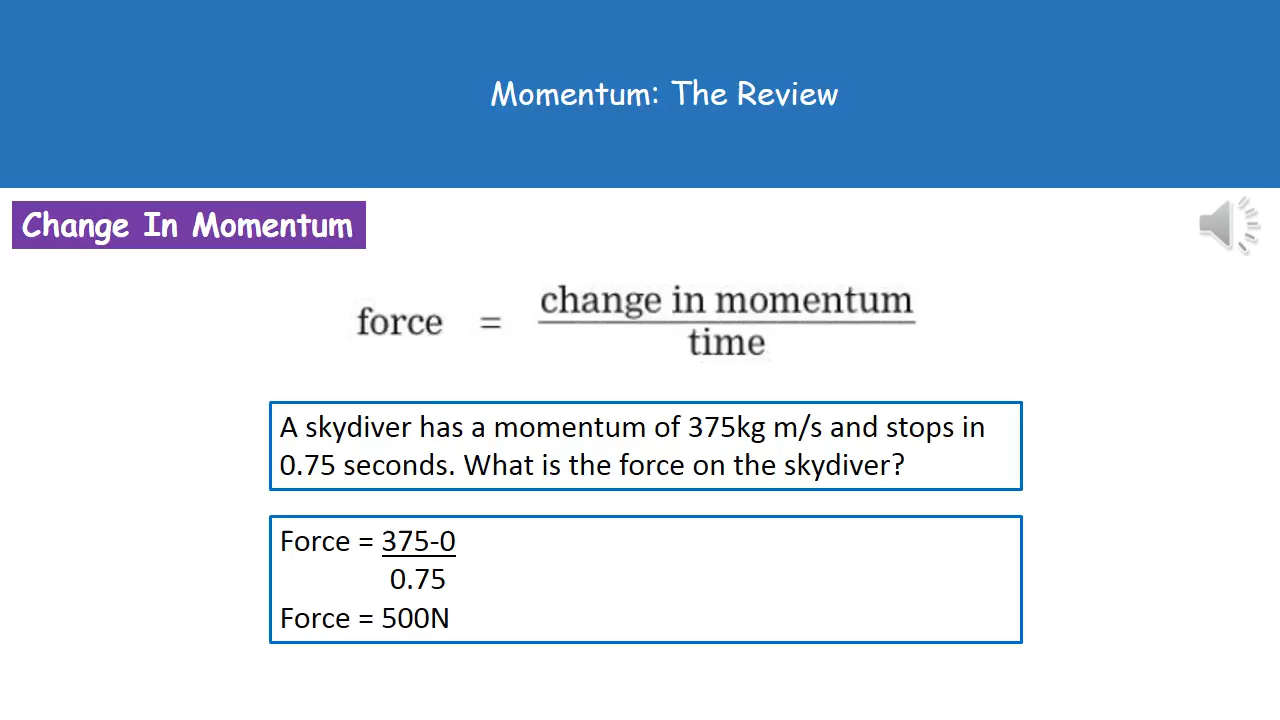 Momentum: The Review
Change In Momentum
force = change in momentum
time
A skydiver has a momentum of 375kg m/s and stops in
0.75 seconds. What is the force on the skydiver?
Force = 375-0
0.75
Force = 500N